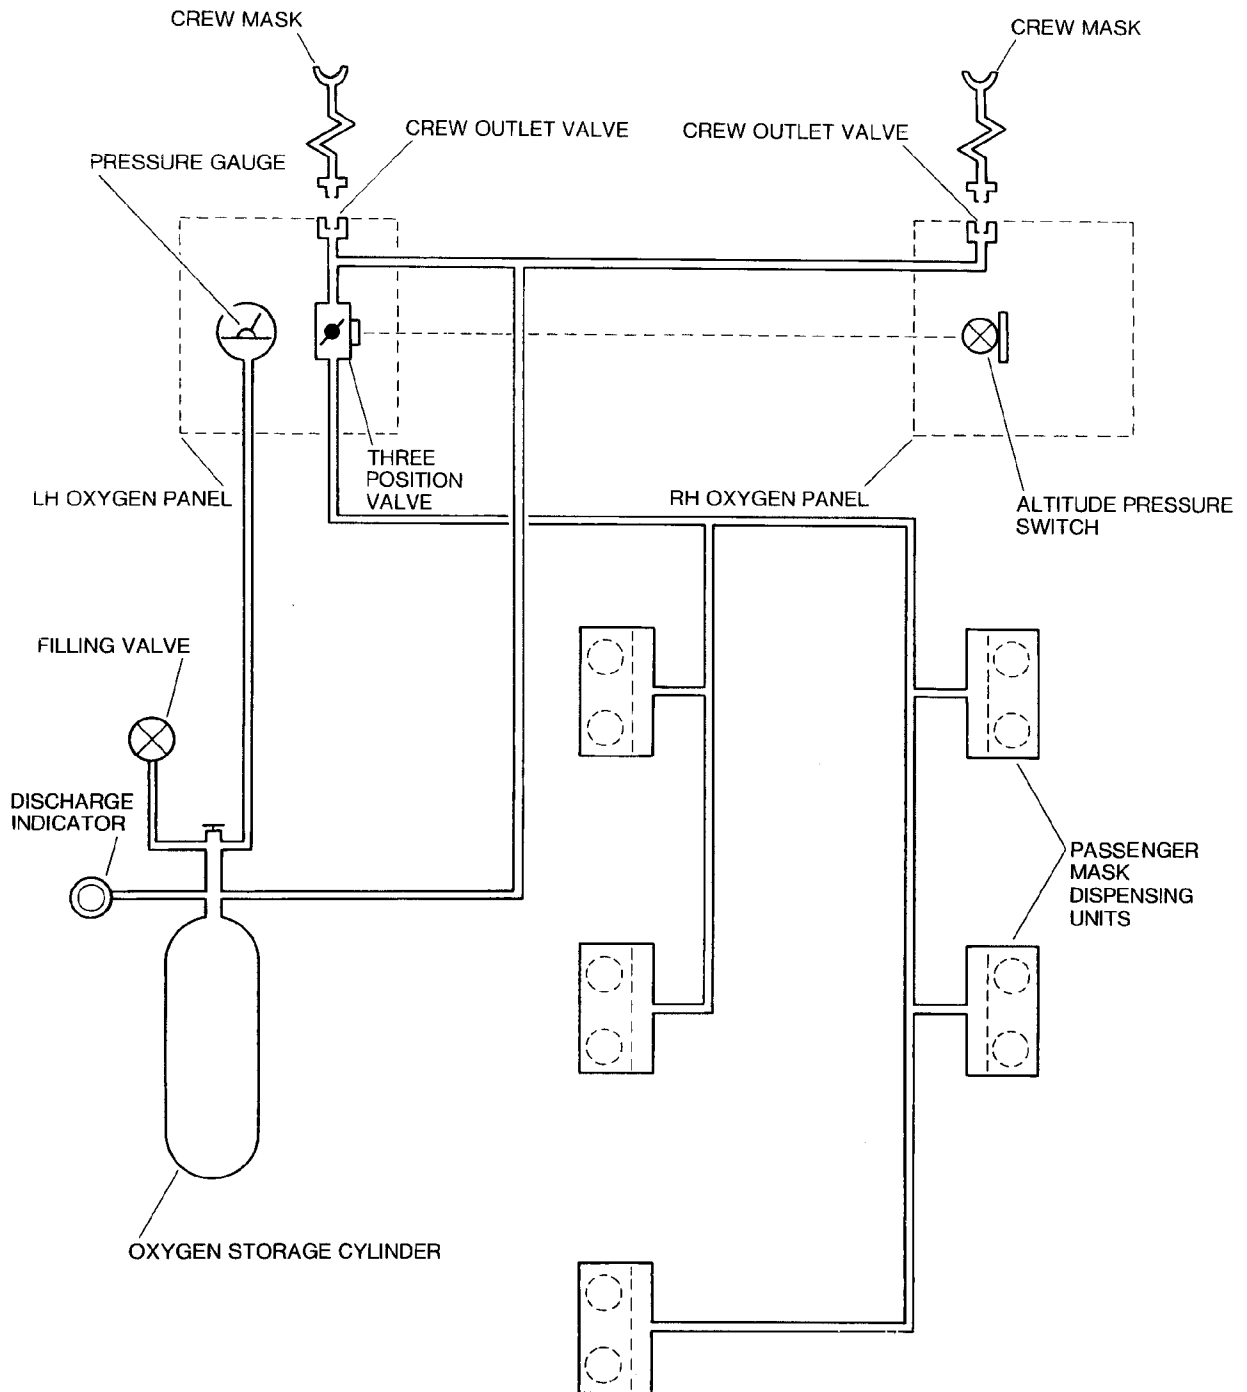 CREW MASK
CREW MASK
CREW OUTLET VALVE
CREW OUTLET VALVE
PRESSURE GAUGE
THREE
POSITION
VALVE
LH OXYGEN PANEL
RH OXYGEN PANEL
ALTITUDE PRESSURE
SWITCH
FILLING VALVE
DISCHARGE
INDICATOR
PASSENGER
MASK
DISPENSING
UNITS
OXYGEN STORAGE CYLINDER